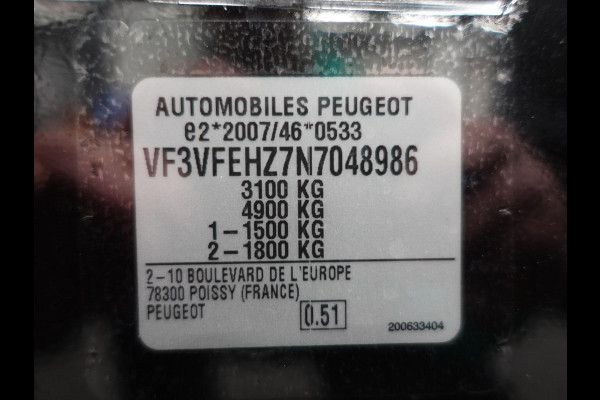 AUTOMOBILES PEUGEOT
e2*2007/46*0533
VF3VFEHZ7N7048986
3100 KG
4900 KG
1-1500 KG
2-1800 KG
2-10 BOULEVARD DE L'EUROPE
78300 POISSY (FRANCE)
PEUGEOT
0.51
200633404